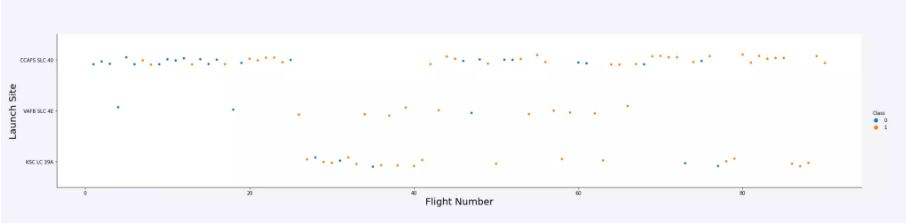 CCAFS SLC 40
VAFB SLC 4E
KSC LC 39A
Launch Site
0 20 40 60 80
Flight Number
Class
0
1